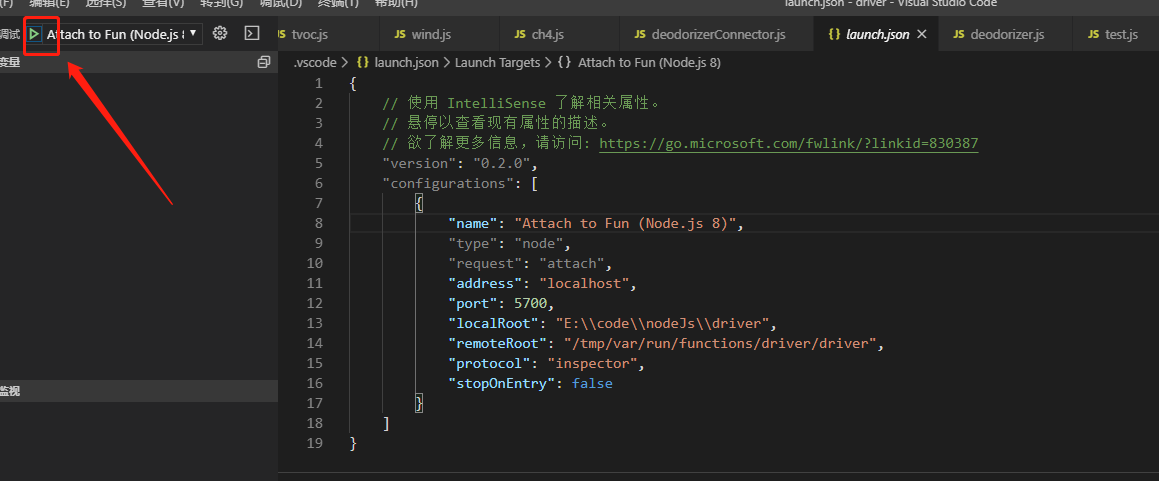 (F) 编辑(E) 选择(S) 查看(V) 转到(G) 调试(D) 终端(T) 帮助(H) launch.json - driver - Visual Studio Code
调试 Attach to Fun (Node.js 8 tvoc.js wind.js ch4.js deodorizerConnector.js launch.json deodorizer.js test.js
变量 .vscode > launch.json > Launch Targets > {} Attach to Fun (Node.js 8)
1 {
2 // 使用 IntelliSense 了解相关属性。
3 // 悬停以查看现有属性的描述。
4 // 欲了解更多信息，请访问: https://go.microsoft.com/fwlink/?linkid=830387
5 "version": "0.2.0",
6 "configurations": [
7 {
8 "name": "Attach to Fun (Node.js 8)",
9 "type": "node",
10 "request": "attach",
11 "address": "localhost",
12 "port": 5700,
13 "localRoot": "E:\\code\\nodeJs\\driver",
14 "remoteRoot": "/tmp/var/run/functions/driver/driver",
15 "protocol": "inspector",
监视
16 "stopOnEntry": false
17 }
18 ]
19 }